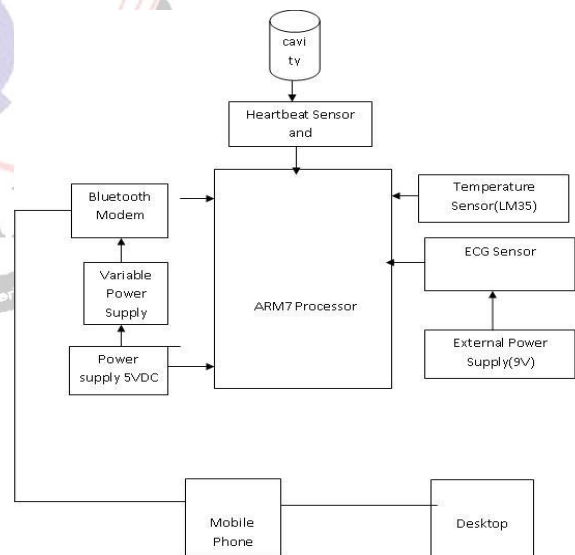 cavi
ty
Heartbeat Sensor
and
Bluetooth
Modem
Temperature
Sensor(LM35)
ECG Sensor
Variable
Power
Supply
ARM7 Processor
Power
supply 5VDC
External Power
Supply(9V)
Mobile
Phone
Desktop